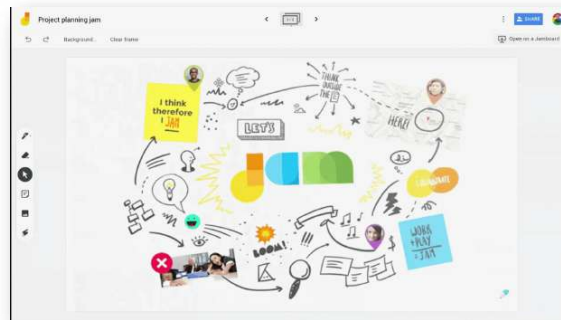 Project planning jam
SHARE
Background...
Clear frame
Open on a Jamboard
I think
therefore
I JAM
I
THINK
OUTSIDE
THE
HERE!
LET'S
Jam
BOOM!
WORK
+ PLAY
= JAM